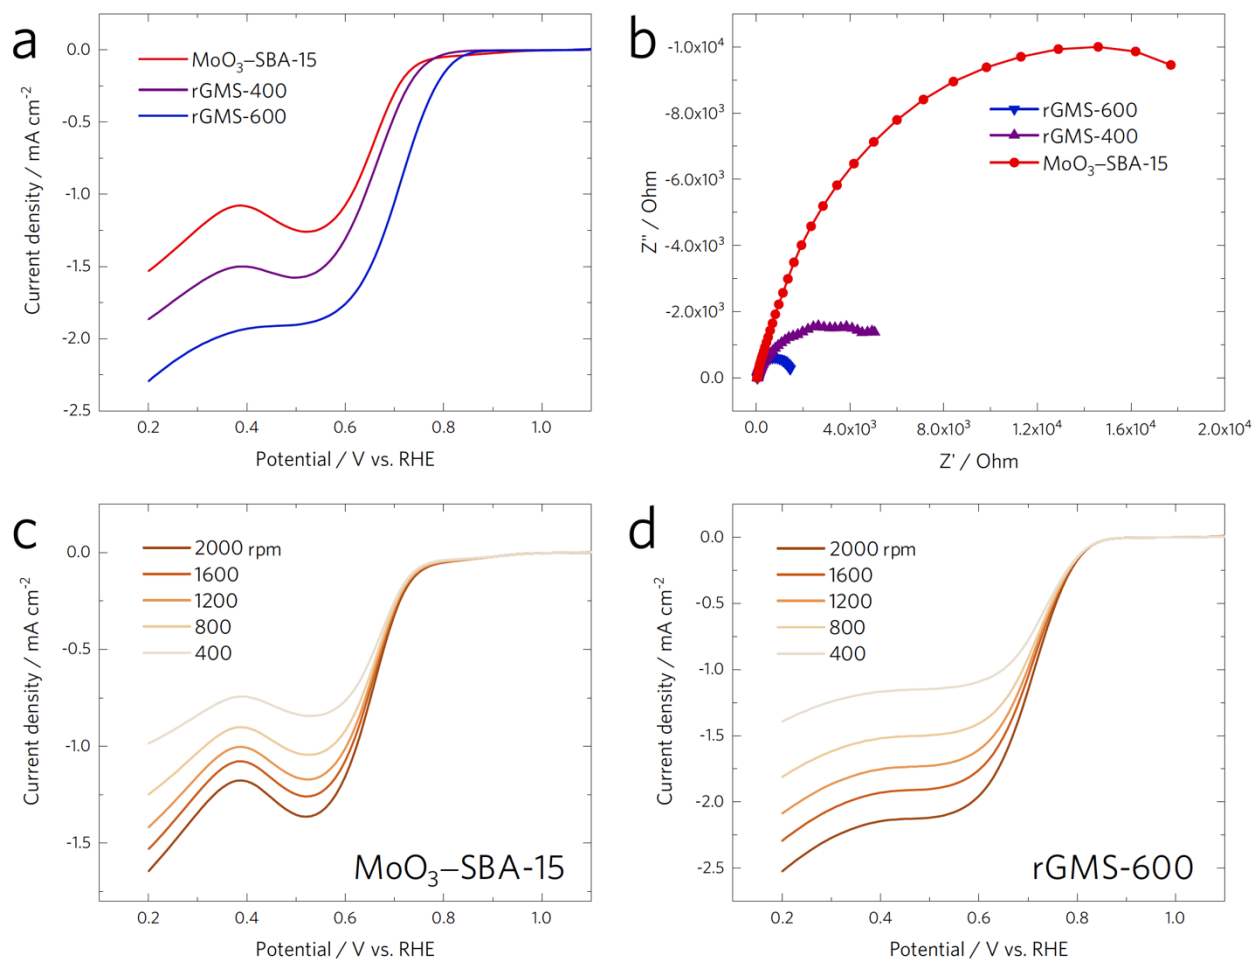 a
0.0
-0.5
-1.0
-1.5
-2.0
-2.5
Current density / mA cm⁻²
MoO₃–SBA-15
rGMS-400
rGMS-600
0.2 0.4 0.6 0.8 1.0
Potential / V vs. RHE
b
-1.0x10⁴
-8.0x10³
-6.0x10³
-4.0x10³
-2.0x10³
0.0
Z" / Ohm
rGMS-600
rGMS-400
MoO₃–SBA-15
0.0 4.0x10³ 8.0x10³ 1.2x10⁴ 1.6x10⁴ 2.0x10⁴
Z' / Ohm
c
0.0
-0.5
-1.0
-1.5
Current density / mA cm⁻²
2000 rpm
1600
1200
800
400
MoO₃–SBA-15
0.2 0.4 0.6 0.8 1.0
Potential / V vs. RHE
d
0.0
-0.5
-1.0
-1.5
-2.0
-2.5
Current density / mA cm⁻²
2000 rpm
1600
1200
800
400
rGMS-600
0.2 0.4 0.6 0.8 1.0
Potential / V vs. RHE